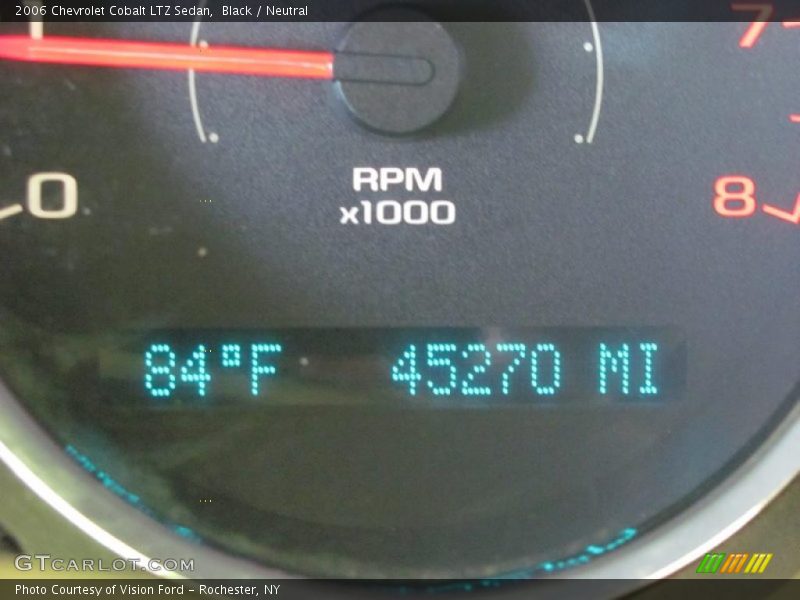 2006 Chevrolet Cobalt LTZ Sedan, Black / Neutral
7
0
RPM
x1000
8
84°F 45270 MI
GTCARLOT.COM
Photo Courtesy of Vision Ford - Rochester, NY